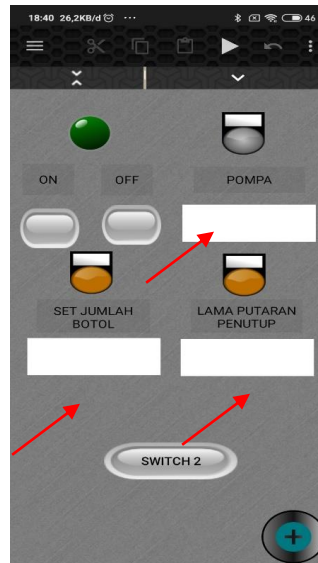 18:40 26,2KB/d ... 46
ON OFF POMPA
SET JUMLAH
BOTOL
LAMA PUTARAN
PENUTUP
SWITCH 2